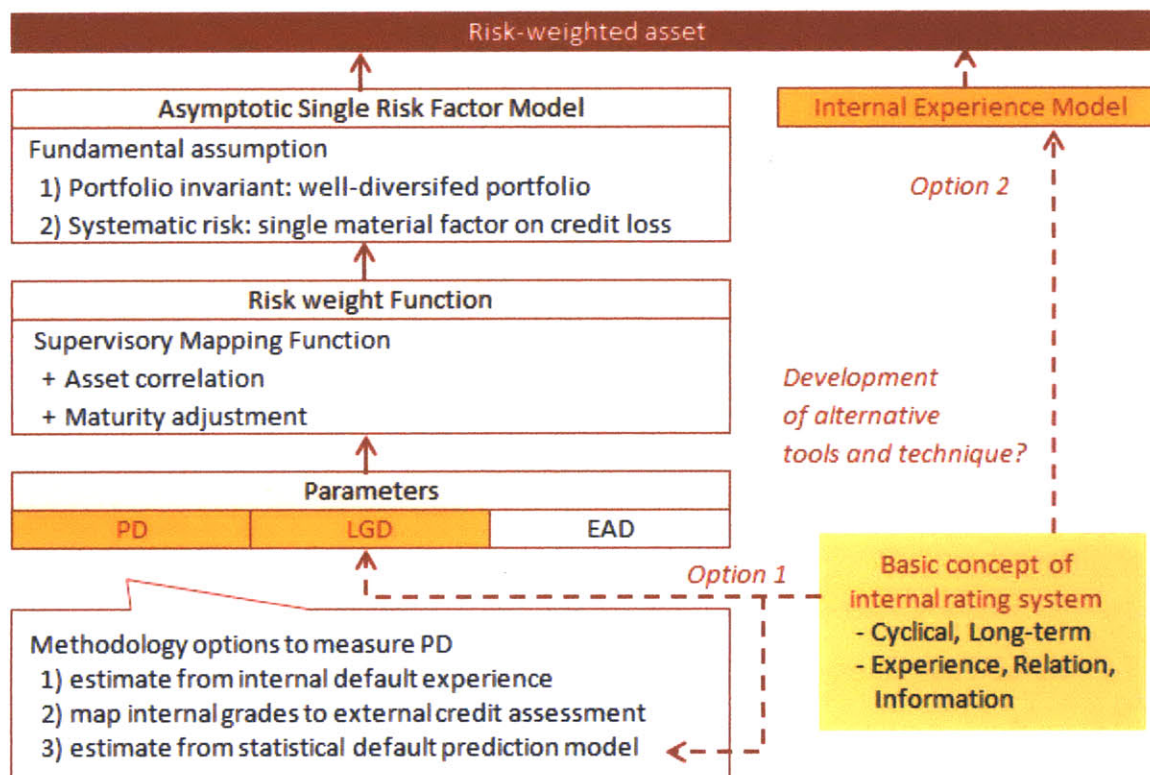 Risk-weighted asset
Asymptotic Single Risk Factor Model
Fundamental assumption
1) Portfolio invariant: well-diversifed portfolio
2) Systematic risk: single material factor on credit loss
Internal Experience Model
Option 2
Risk weight Function
Supervisory Mapping Function
+ Asset correlation
+ Maturity adjustment
Development
of alternative
tools and technique?
Parameters
PD LGD EAD
Option 1
Basic concept of
internal rating system
- Cyclical, Long-term
- Experience, Relation,
Information
Methodology options to measure PD
1) estimate from internal default experience
2) map internal grades to external credit assessment
3) estimate from statistical default prediction model